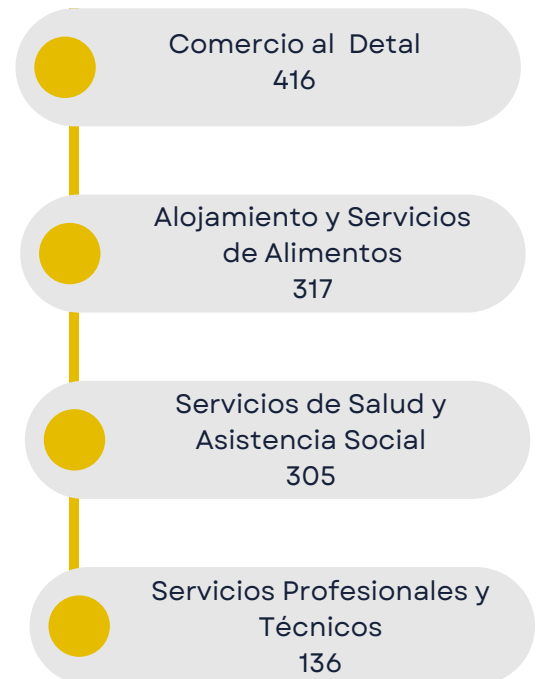 Comercio al Detal
416
Alojamiento y Servicios
de Alimentos
317
Servicios de Salud y
Asistencia Social
305
Servicios Profesionales y
Técnicos
136